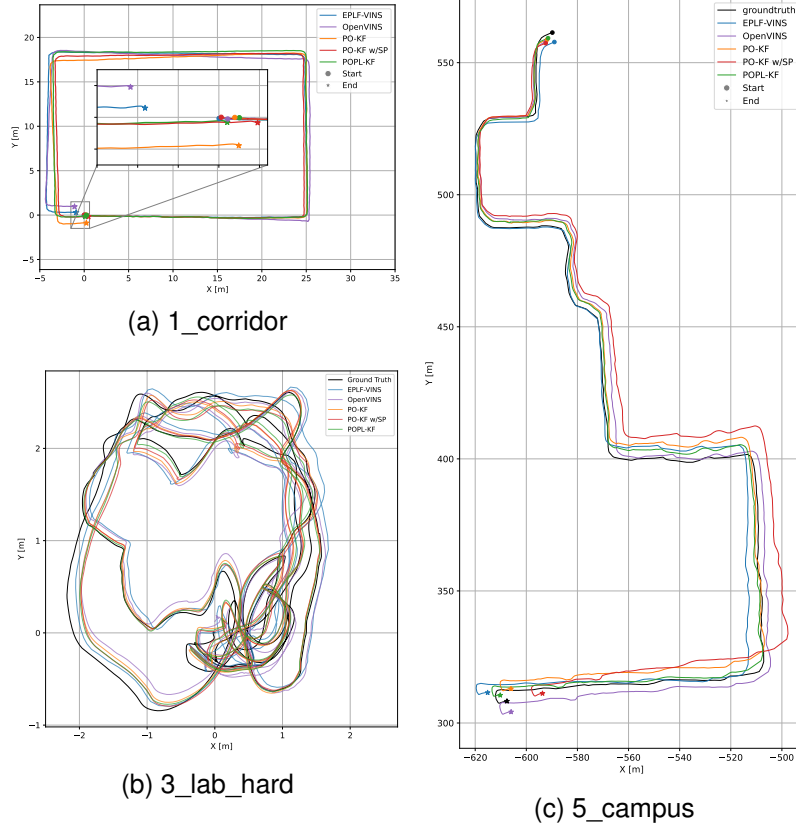 EPLF-VINS
OpenVINS
PO-KF
PO-KF w/SP
POPL-KF
Start
End
20
15
10
5
0
−5
Y [m]
−5 0 5 10 15 20 25 30 35
X [m]
(a) 1_corridor
Ground Truth
EPLF-VINS
OpenVINS
PO-KF
PO-KF w/SP
POPL-KF
2
1
0
−1
Y [m]
−2 −1 0 1 2
X [m]
(b) 3_lab_hard
groundtruth
EPLF-VINS
OpenVINS
PO-KF
PO-KF w/SP
POPL-KF
Start
End
550
500
450
400
350
300
Y [m]
−620 −600 −580 −560 −540 −520 −500
X [m]
(c) 5_campus